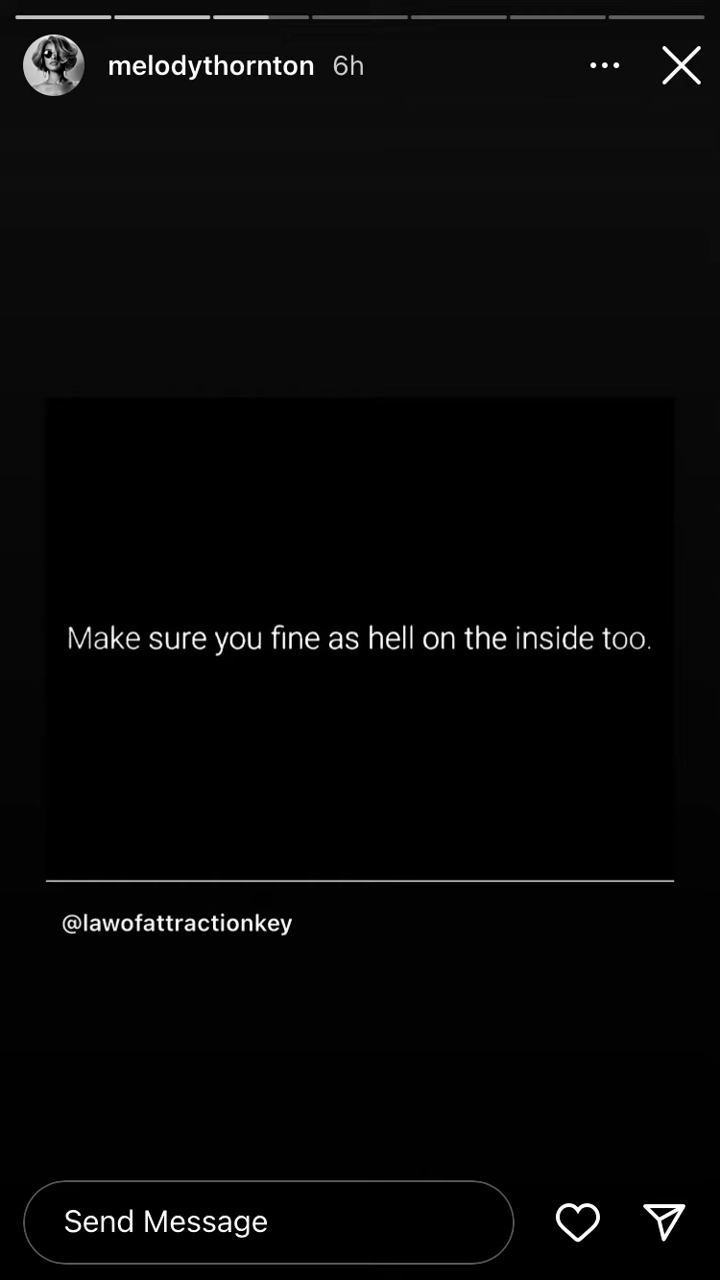 melodythornton 6h
Make sure you fine as hell on the inside too.
@lawofattractionkey
Send Message